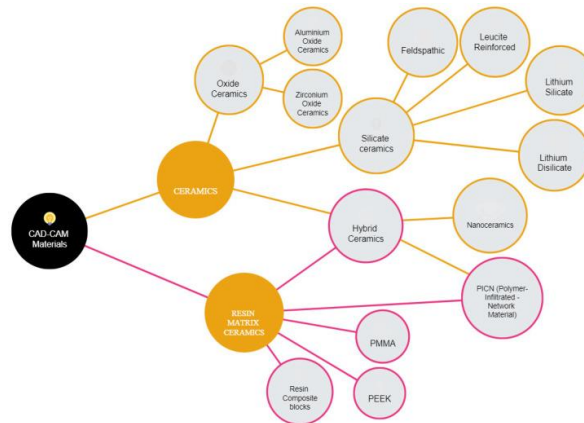 Aluminium
Oxide
Ceramics
Oxide
Ceramics
Zirconium
Oxide
Ceramics
Feldspathic
Leucite
Reinforced
Lithium
Silicate
Silicate
ceramics
Lithium
Disilicate
CERAMICS
CAD-CAM
Materials
Hybrid
Ceramics
Nanoceramics
RESIN
MATRIX
CERAMICS
PICN (Polymer-
Infiltrated -
Network
Material)
PMMA
PEEK
Resin
Composite
blocks